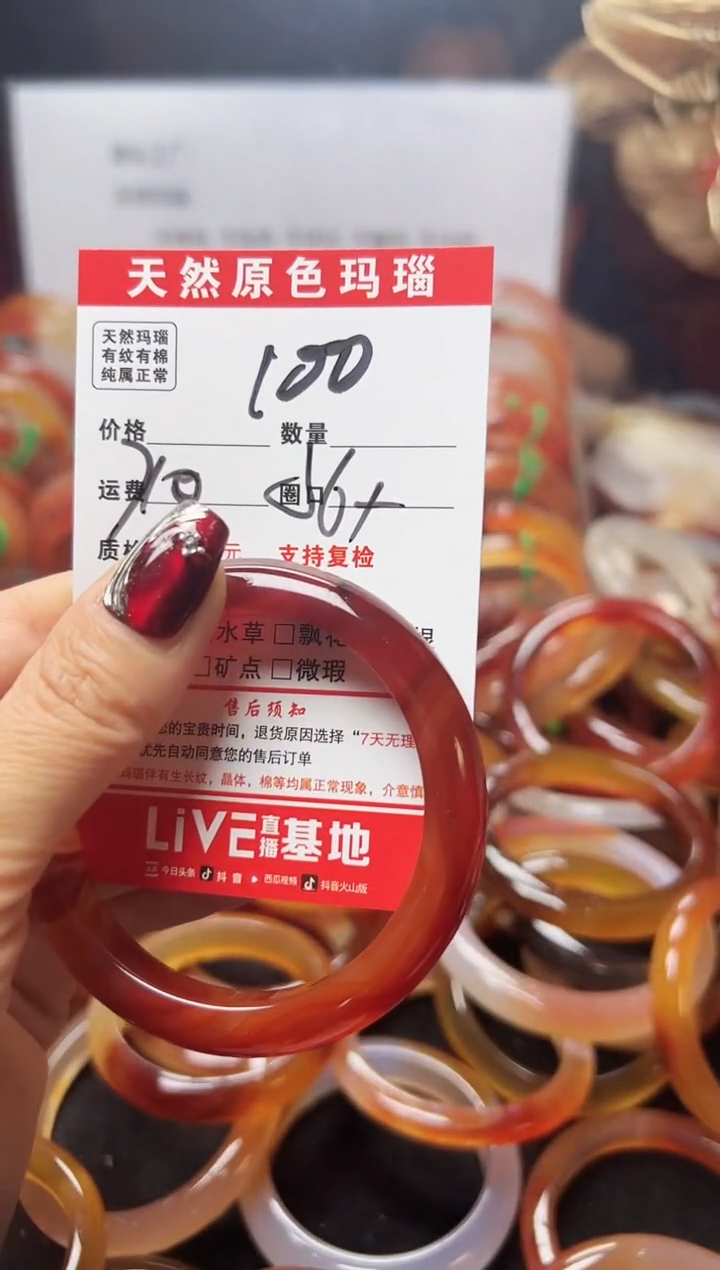 天然原色玛瑙
天然玛瑙
有纹有棉
纯属正常
100
价格 数量
运费 圈口 56+
质 元 支持复检
水草 □飘
□矿点 □微瑕
售后须知
您的宝贵时间，退货原因选择“7天无理
优先自动同意您的售后订单
玛瑙伴有生长纹，晶体，棉等均属正常现象，介意慎
LiVE直播基地
今日头条 抖音 西瓜视频 抖音火山版